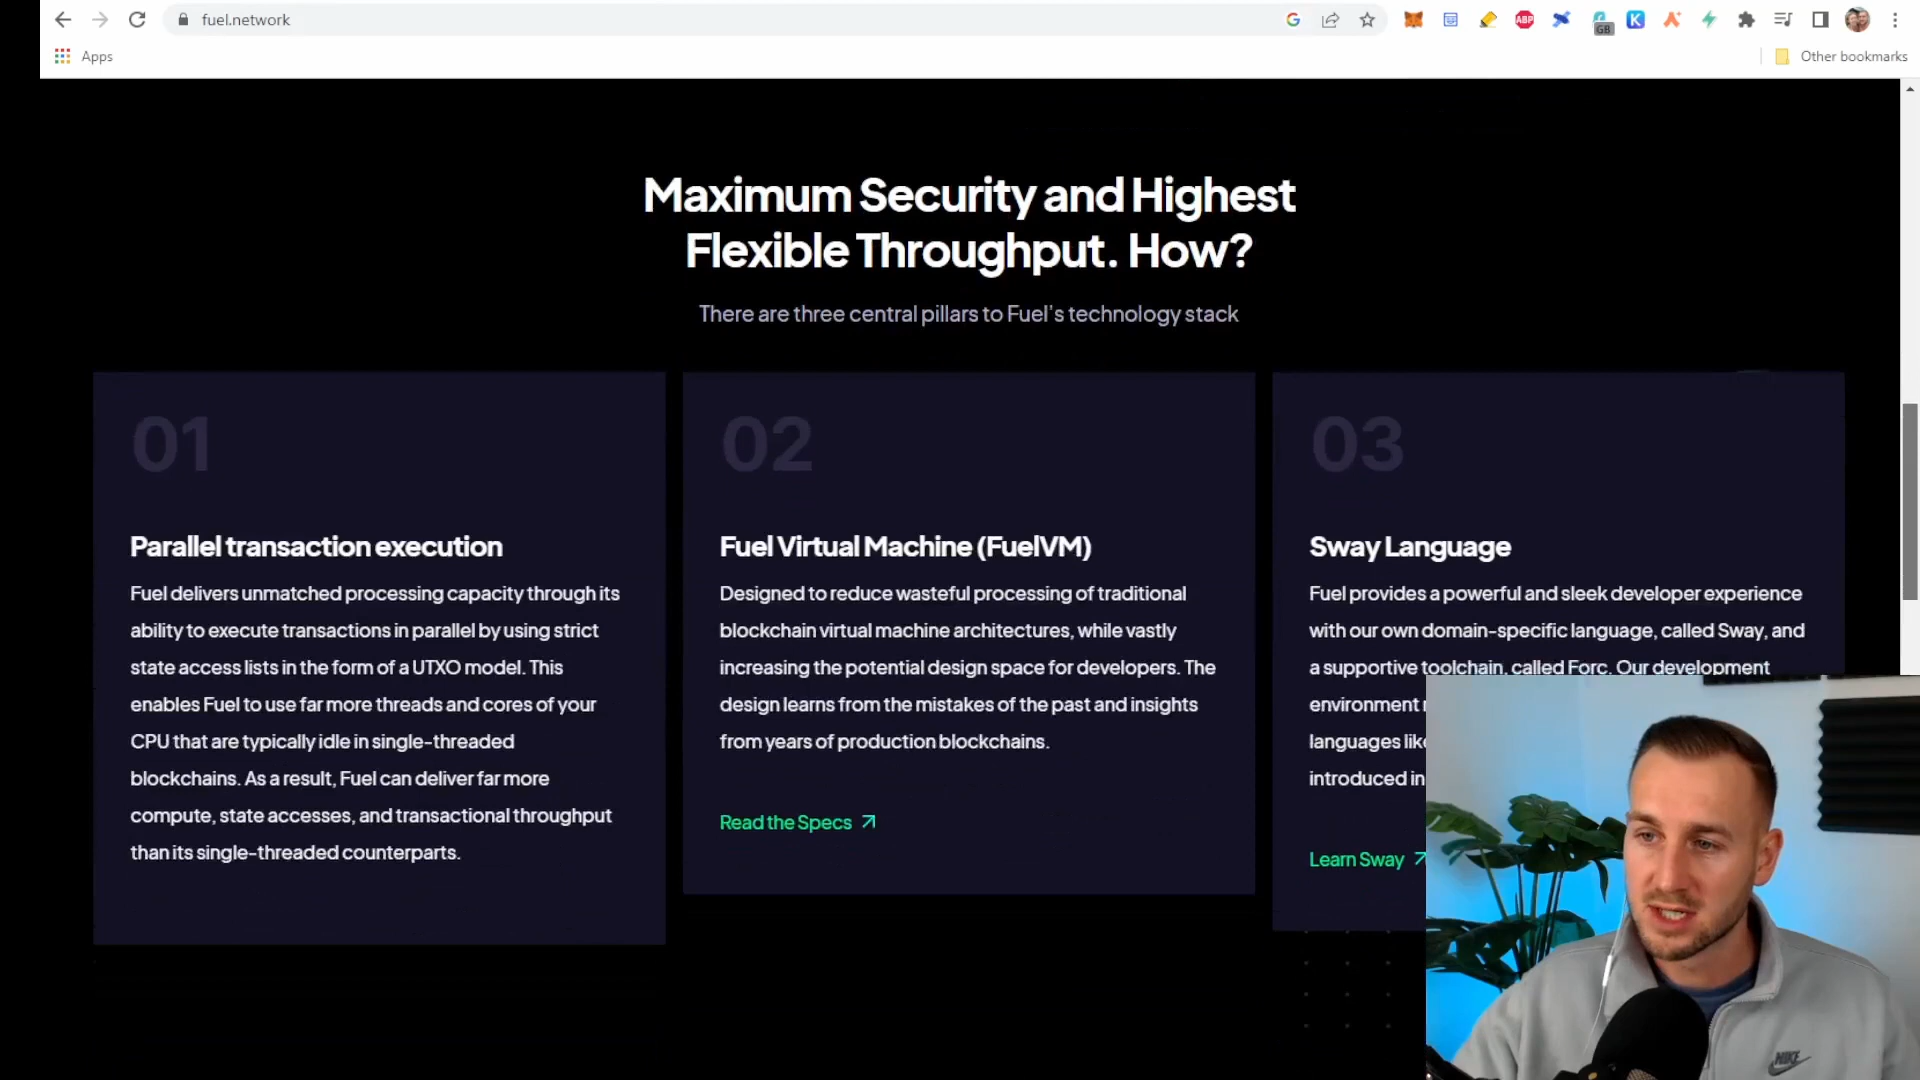 fuel.network
ABP
GB
K
Apps
Other bookmarks
Maximum Security and Highest
Flexible Throughput. How?
There are three central pillars to Fuel's technology stack
01
Parallel transaction execution
Fuel delivers unmatched processing capacity through its
ability to execute transactions in parallel by using strict
state access lists in the form of a UTXO model. This
enables Fuel to use far more threads and cores of your
CPU that are typically idle in single-threaded
blockchains. As a result, Fuel can deliver far more
compute, state accesses, and transactional throughput
than its single-threaded counterparts.
02
Fuel Virtual Machine (FuelVM)
Designed to reduce wasteful processing of traditional
blockchain virtual machine architectures, while vastly
increasing the potential design space for developers. The
design learns from the mistakes of the past and insights
from years of production blockchains.
Read the Specs
03
Sway Language
Fuel provides a powerful and sleek developer experience
with our own domain-specific language, called Sway, and
a supportive toolchain, called Forc. Our development
environment
languages
introduced in
Learn Sway
NIKE